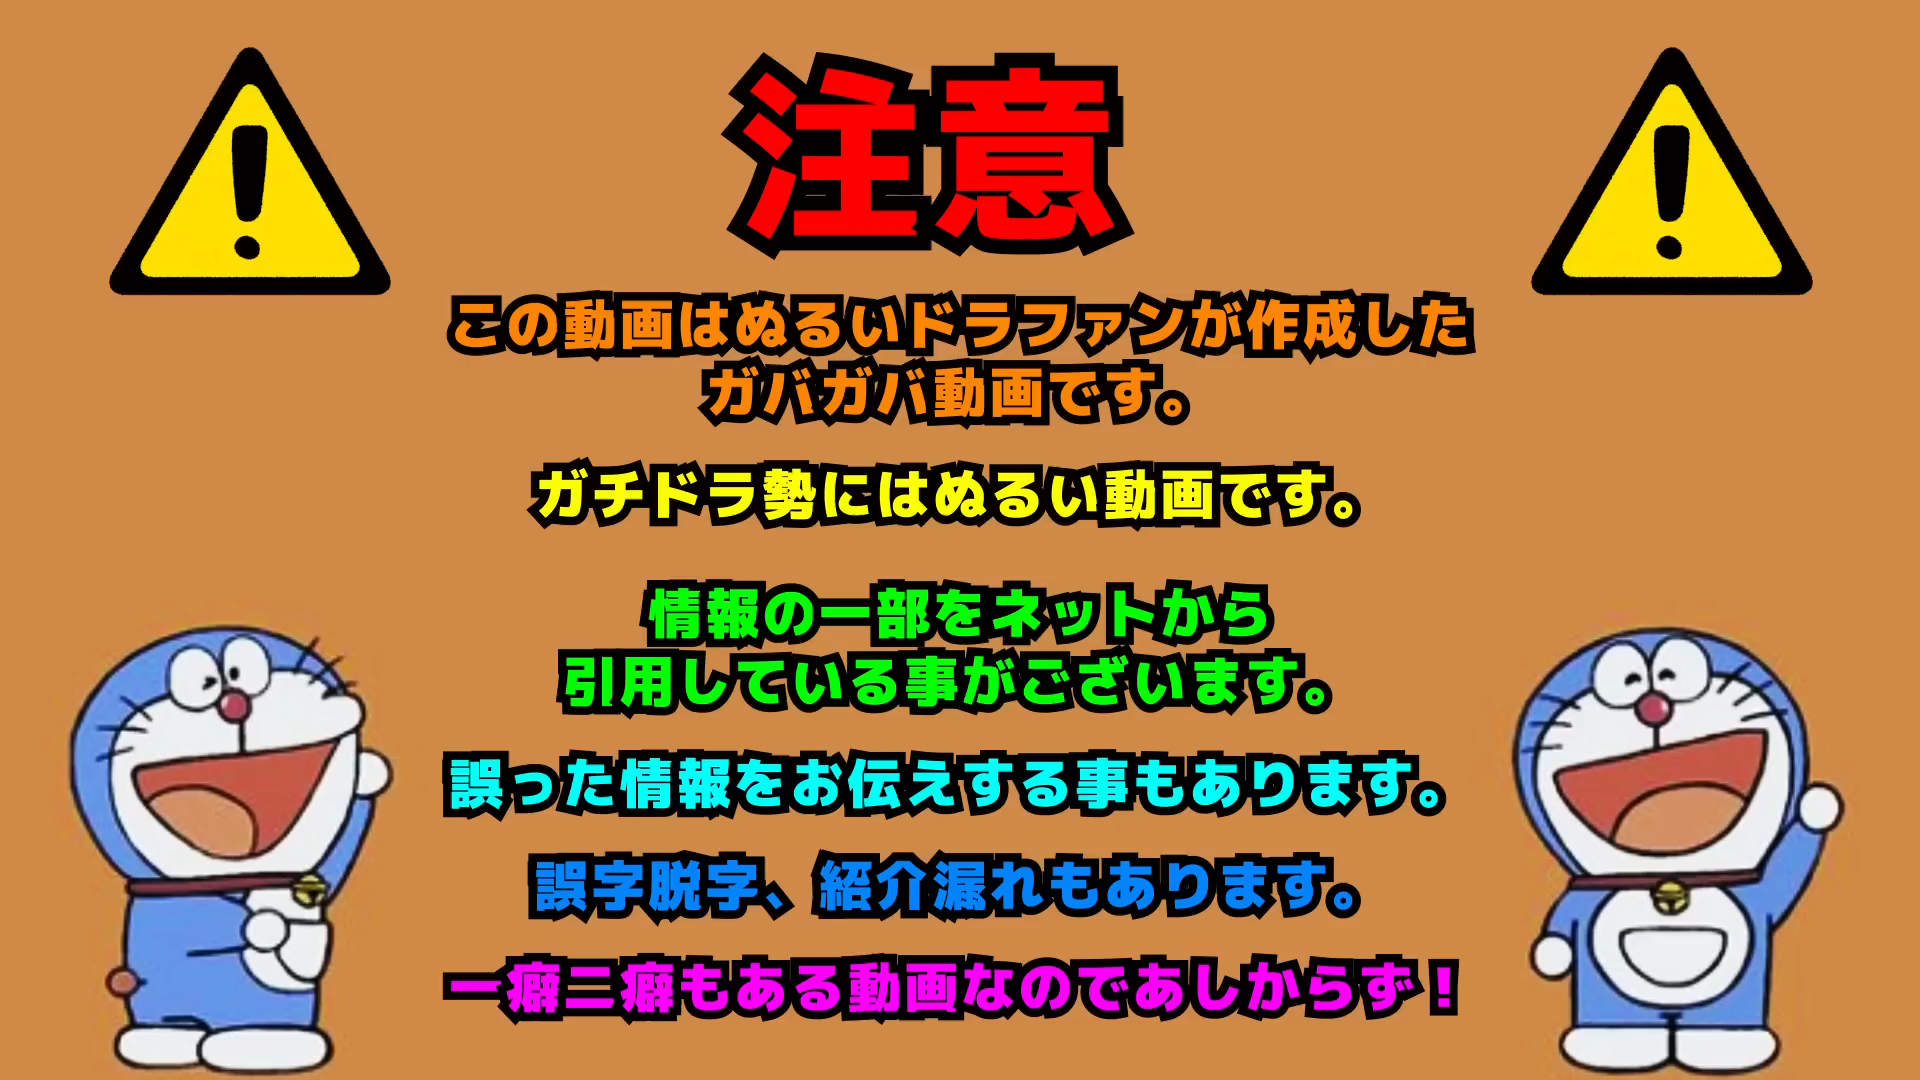 注意
この動画はぬるいドラファンが作成した
ガバガバ動画です。
ガチドラ勢にはぬるい動画です。
情報の一部をネットから
引用している事がございます。
誤った情報をお伝えする事もあります。
誤字脱字、紹介漏れもあります。
一癖二癖もある動画なのであしからず！